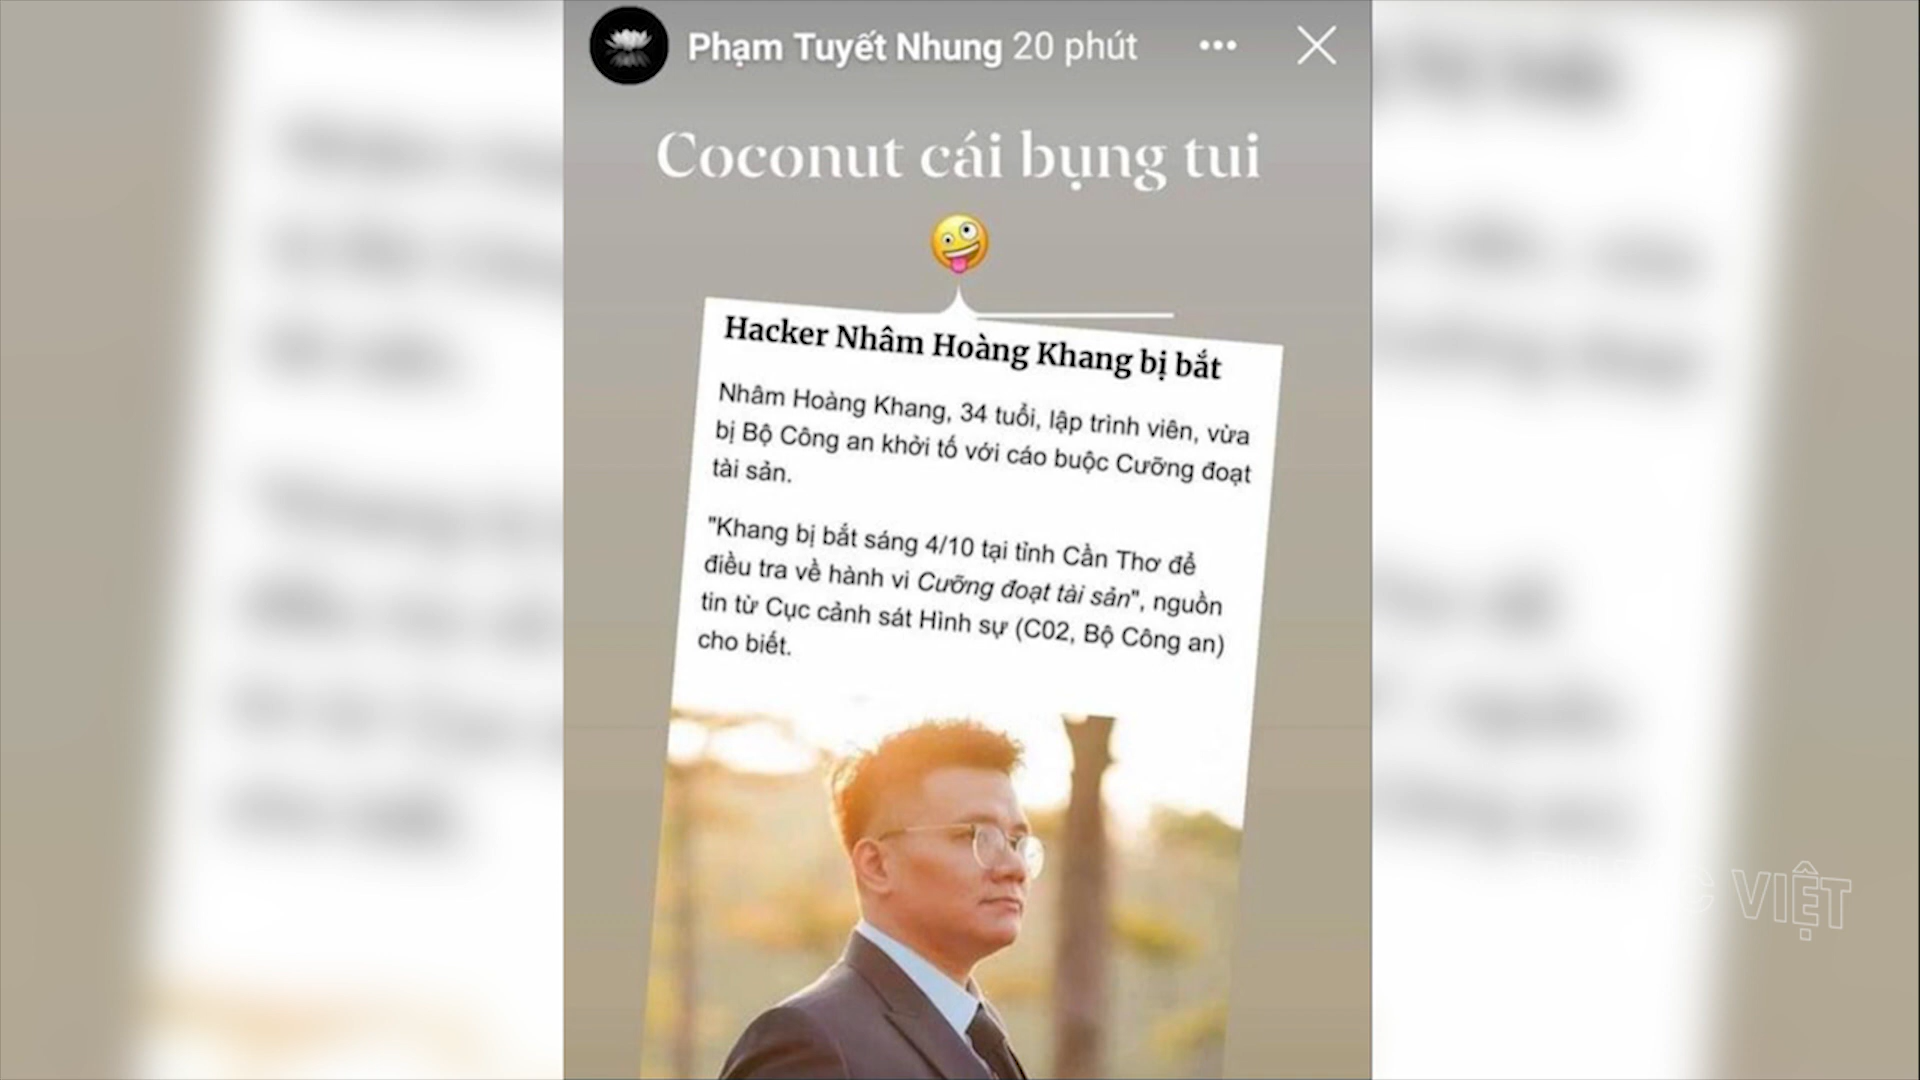 Phạm Tuyết Nhung 20 phút
Coconut cái bụng tui
Hacker Nhâm Hoàng Khang bị bắt
Nhâm Hoàng Khang, 34 tuổi, lập trình viên, vừa
bị Bộ Công an khởi tố với cáo buộc Cưỡng đoạt
tài sản.
"Khang bị bắt sáng 4/10 tại tỉnh Cần Thơ để
điều tra về hành vi Cưỡng đoạt tài sản", nguồn
tin từ Cục cảnh sát Hình sự (C02, Bộ Công an)
cho biết.
VIỆT